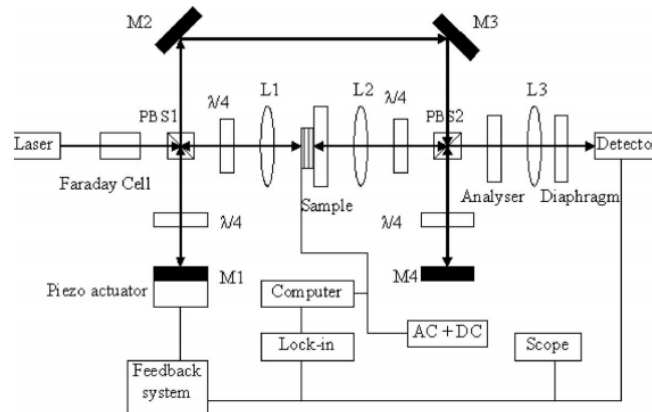 M2
M3
λ/4
L1
L2
λ/4
L3
PBS1
PBS2
Laser
Detecto
Faraday Cell
Sample
Analyser
Diaphragm
λ/4
λ/4
M1
M4
Piezo actuator
Computer
AC + DC
Lock-in
Scope
Feedback
system